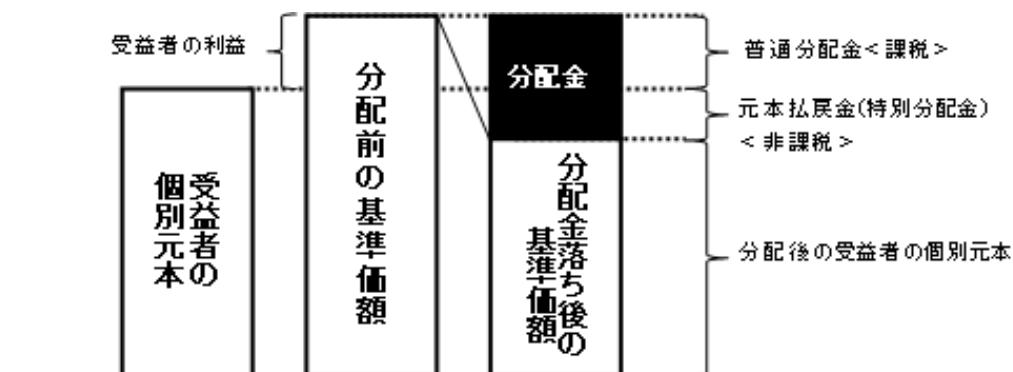 受益者の利益
受益者の
個別元本
分配前の基準価額
分配金
分配金落ち後の
基準価額
普通分配金<課税>
元本払戻金(特別分配金)
<非課税>
分配後の受益者の個別元本